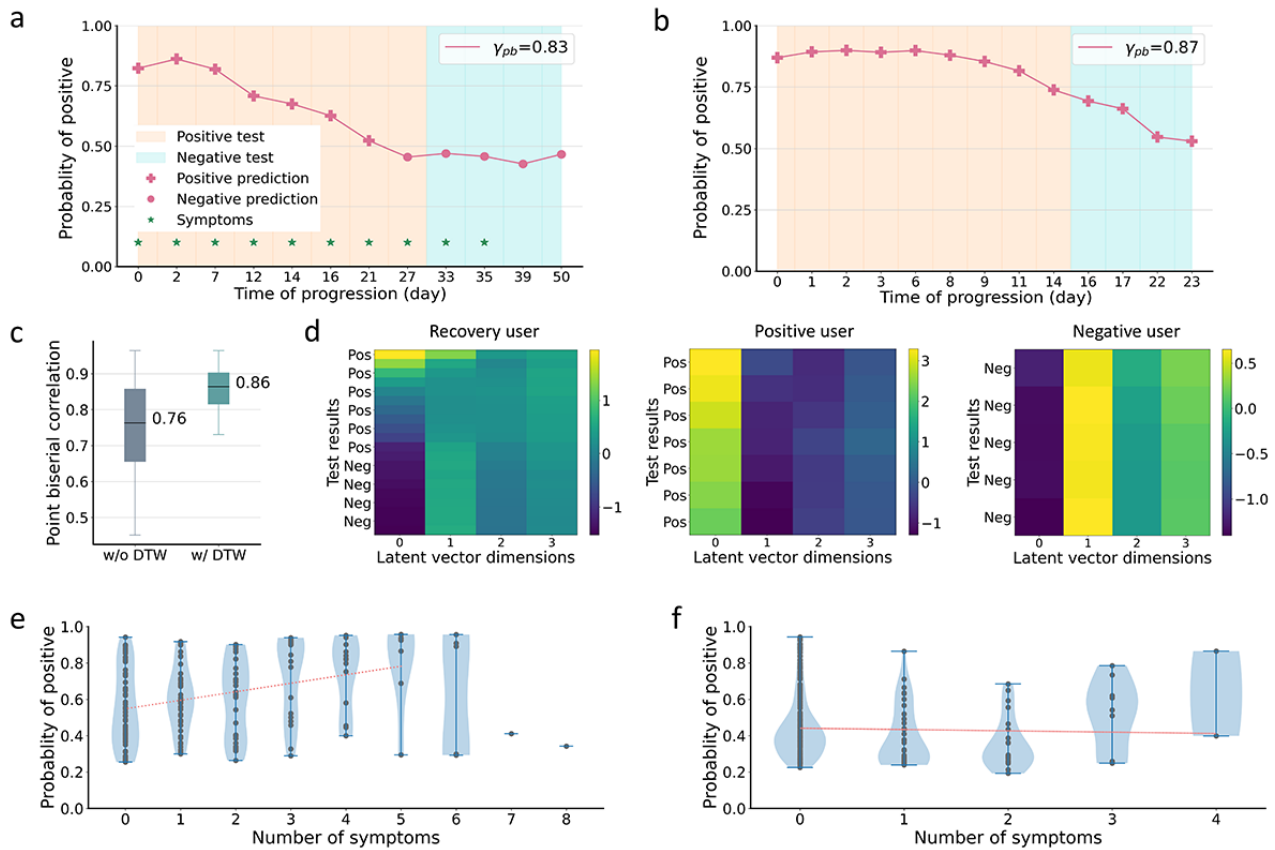 a
1.00
0.75
0.50
0.25
0.00
Probablity of positive
γpb=0.83
Positive test
Negative test
Positive prediction
Negative prediction
Symptoms
0 2 7 12 14 16 21 27 33 35 39 50
Time of progression (day)
b
1.00
0.75
0.50
0.25
0.00
Probablity of positive
γpb=0.87
0 1 2 3 6 8 9 11 14 16 17 22 23
Time of progression (day)
c
0.9
0.8
0.7
0.6
0.5
Point biserial correlation
0.76
0.86
w/o DTW w/ DTW
d
Recovery user
Pos
Pos
Pos
Pos
Pos
Pos
Neg
Neg
Neg
Neg
Test results
0 1 2 3
Latent vector dimensions
1
0
−1
Positive user
Pos
Pos
Pos
Pos
Pos
Pos
Pos
Test results
0 1 2 3
Latent vector dimensions
3
2
1
0
−1
Negative user
Neg
Neg
Neg
Neg
Neg
Test results
0 1 2 3
Latent vector dimensions
0.5
0.0
−0.5
−1.0
e
1.0
0.8
0.6
0.4
0.2
0.0
Probablity of positive
0 1 2 3 4 5 6 7 8
Number of symptoms
f
1.0
0.8
0.6
0.4
0.2
0.0
Probablity of positive
0 1 2 3 4
Number of symptoms